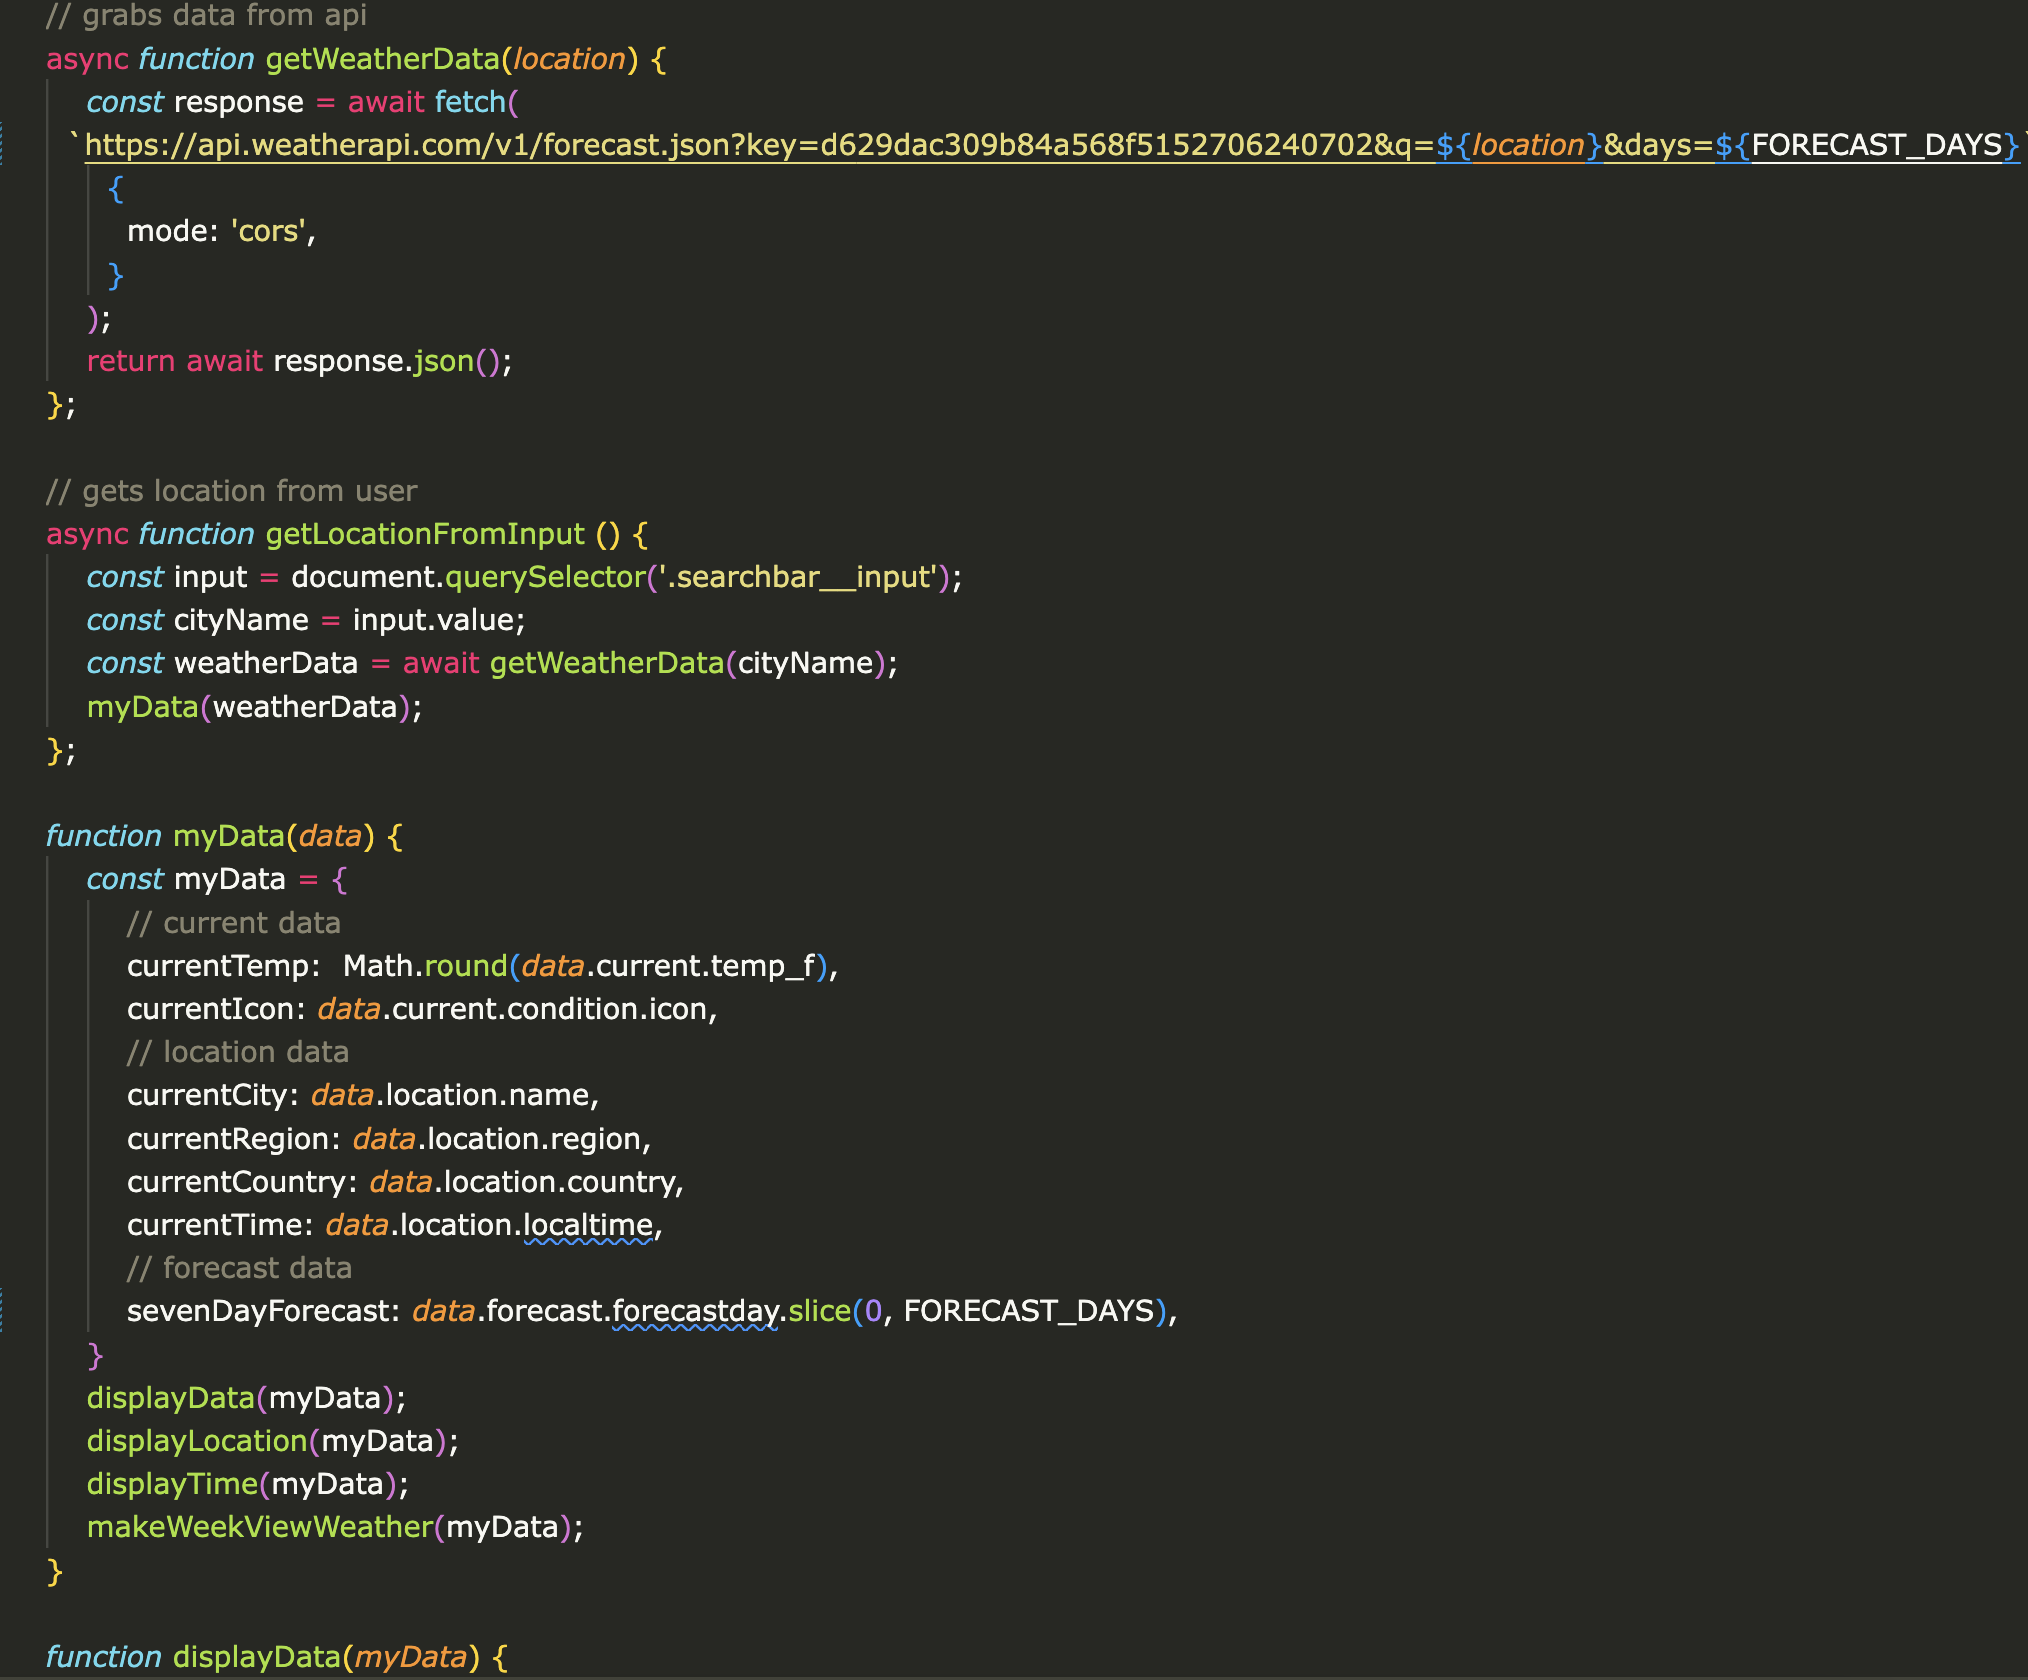 // grabs data from api
async function getWeatherData(location) {
const response = await fetch(
`https://api.weatherapi.com/v1/forecast.json?key=d629dac309b84a568f5152706240702&q=${location}&days=${FORECAST_DAYS}`
{
mode: 'cors',
}
);
return await response.json();
};
// gets location from user
async function getLocationFromInput () {
const input = document.querySelector('.searchbar__input');
const cityName = input.value;
const weatherData = await getWeatherData(cityName);
myData(weatherData);
};
function myData(data) {
const myData = {
// current data
currentTemp:  Math.round(data.current.temp_f),
currentIcon: data.current.condition.icon,
// location data
currentCity: data.location.name,
currentRegion: data.location.region,
currentCountry: data.location.country,
currentTime: data.location.localtime,
// forecast data
sevenDayForecast: data.forecast.forecastday.slice(0, FORECAST_DAYS),
}
displayData(myData);
displayLocation(myData);
displayTime(myData);
makeWeekViewWeather(myData);
}
function displayData(myData) {